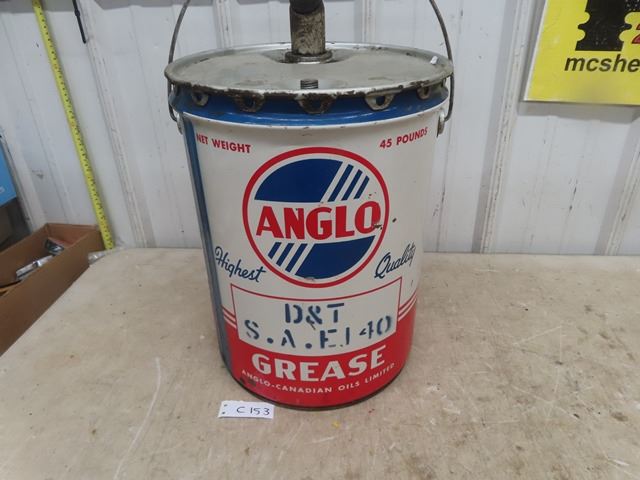 mcshe
NET WEIGHT 45 POUNDS
ANGLO
Highest Quality
D&T
S.A.E.140
GREASE
ANGLO-CANADIAN OILS LIMITED
C153